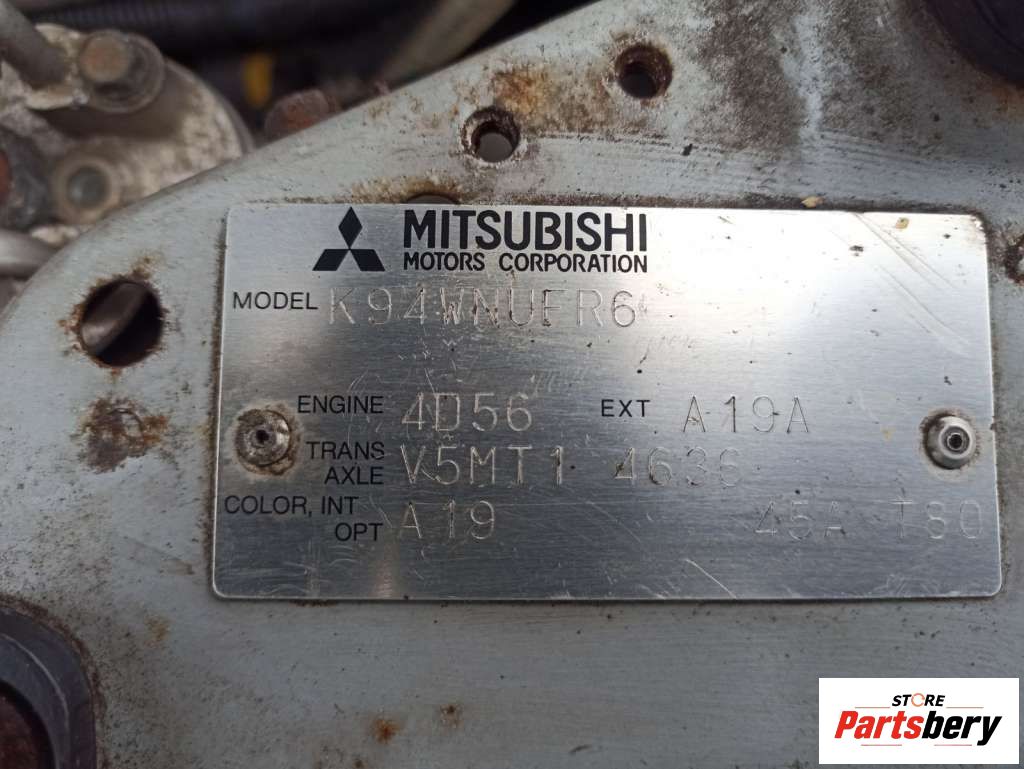 MITSUBISHI
MOTORS CORPORATION
MODEL K94WNUFR6
ENGINE 4D56 EXT A19A
TRANS AXLE V5MT1 4636
COLOR, INT OPT A19 45A T80
STORE
Partsbery